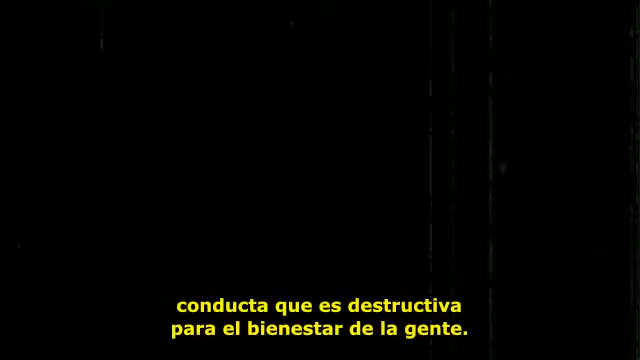 conducta que es destructiva
para el bienestar de la gente.